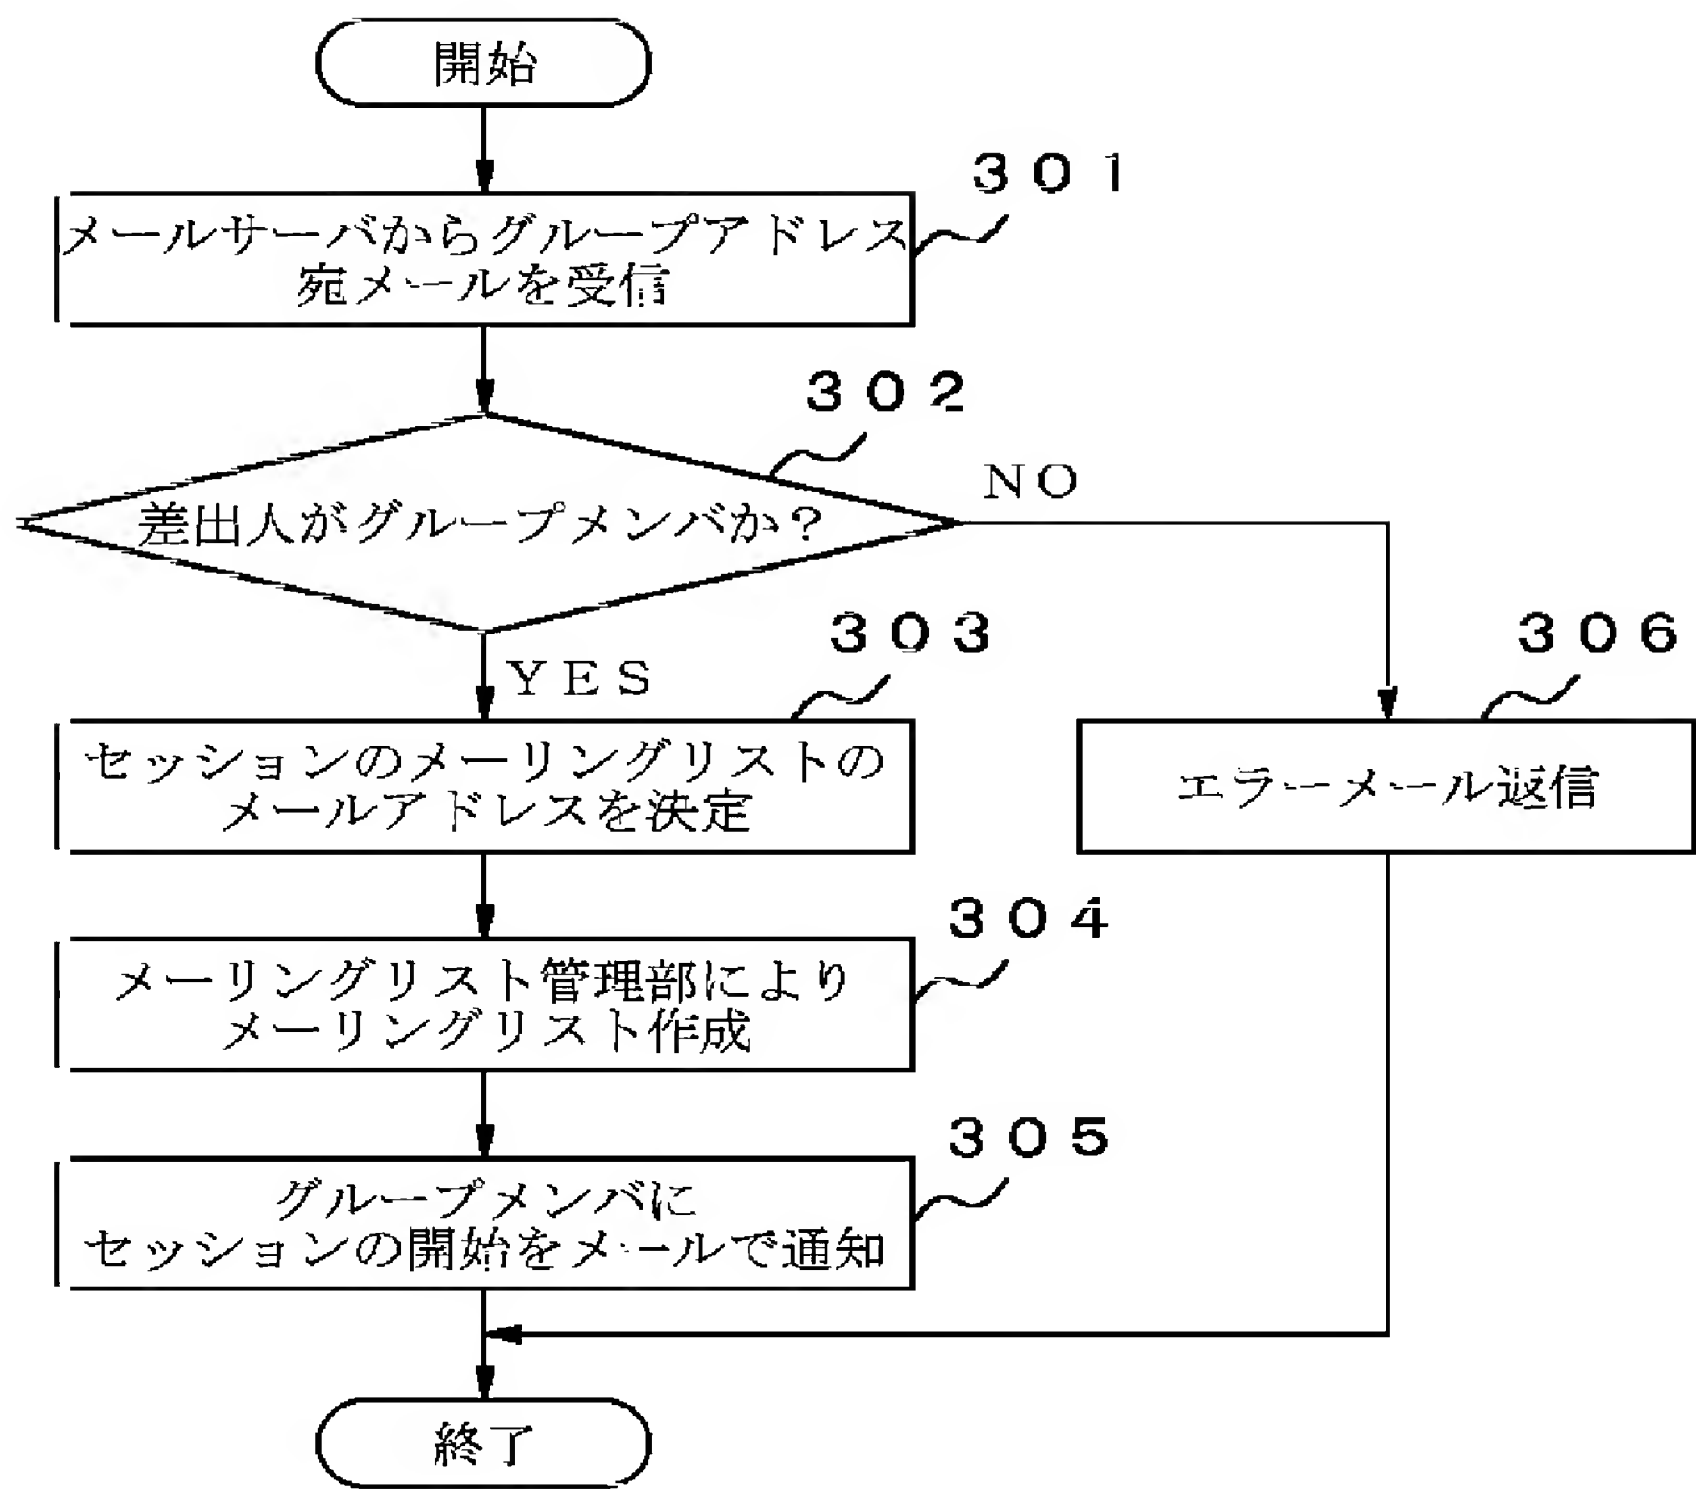 開始
301
メールサーバからグループアドレス
宛メールを受信
302
差出人がグループメンバか？
NO
YES
303
セッションのメーリングリストの
メールアドレスを決定
306
エラーメール返信
304
メーリングリスト管理部により
メーリングリスト作成
305
グループメンバに
セッションの開始をメールで通知
終了